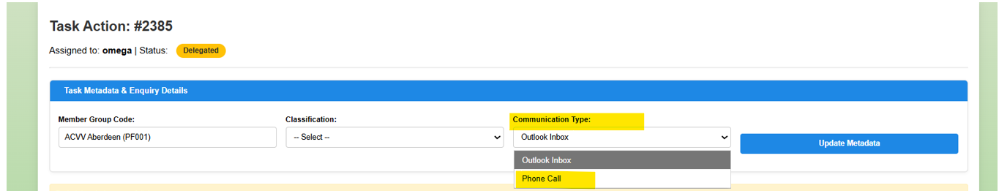 Task Action: #2385
Assigned to: omega | Status: Delegated
Task Metadata & Enquiry Details
Member Group Code: Classification: Communication Type:
ACVV Aberdeen (PF001) -- Select -- Outlook Inbox Update Metadata
Outlook Inbox
Phone Call